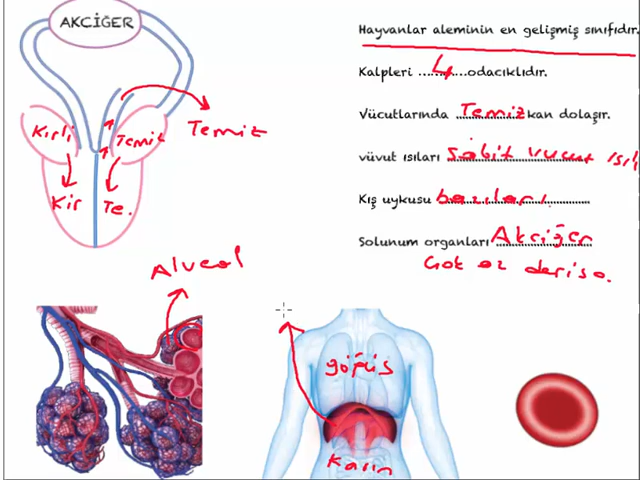 AKCİĞER
Kirli
Temiz
Temiz
Kir
Te.
Hayvanlar aleminin en gelişmiş sınıfıdır.
Kalpleri ...4...odacıklıdır.
Vücutlarında Temiz kan dolaşır.
vüvut ısıları sabit vucut ısılı
Kış uykusu bazıları
Solunum organları Akciğer
Çok az deriso.
Alveol
göğüs
Karın